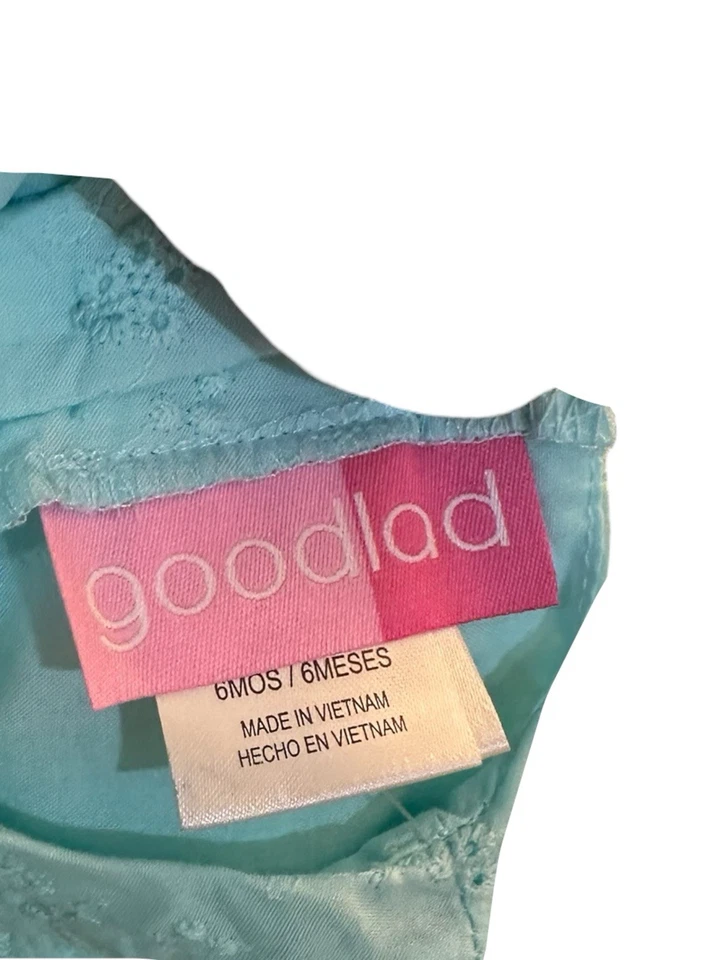 goodlad
6MOS / 6MESES
MADE IN VIETNAM
HECHO EN VIETNAM